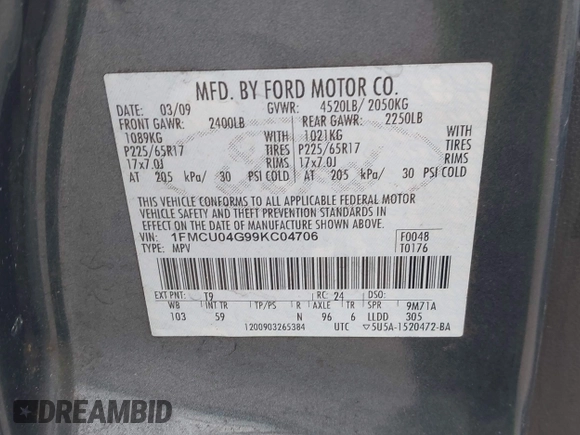 MFD. BY FORD MOTOR CO.
DATE: 03/09 GVWR: 4520LB/ 2050KG
FRONT GAWR: 2400LB REAR GAWR: 2250LB
1089KG WITH 1021KG WITH
P225/65R17 TIRES P225/65R17 TIRES
17x7.0J RIMS 17x7.0J RIMS
AT 205 kPa/ 30 PSI COLD AT 205 kPa/ 30 PSI COLD
THIS VEHICLE CONFORMS TO ALL APPLICABLE FEDERAL MOTOR
VEHICLE SAFETY AND THEFT PREVENTION STANDARDS IN
EFFECT ON THE DATE OF MANUFACTURE SHOWN ABOVE.
VIN: 1FMCU04G99KC04706 F0048
TYPE: MPV T0176
EXT PNT: T9 RC: 24 DSO:
WB INT TR TP/PS R AXLE TR SPR 9M71A
103 59 N 96 6 LLDD 305
1200903265384 UTC ▽5U5A-1520472-BA
DREAMBID